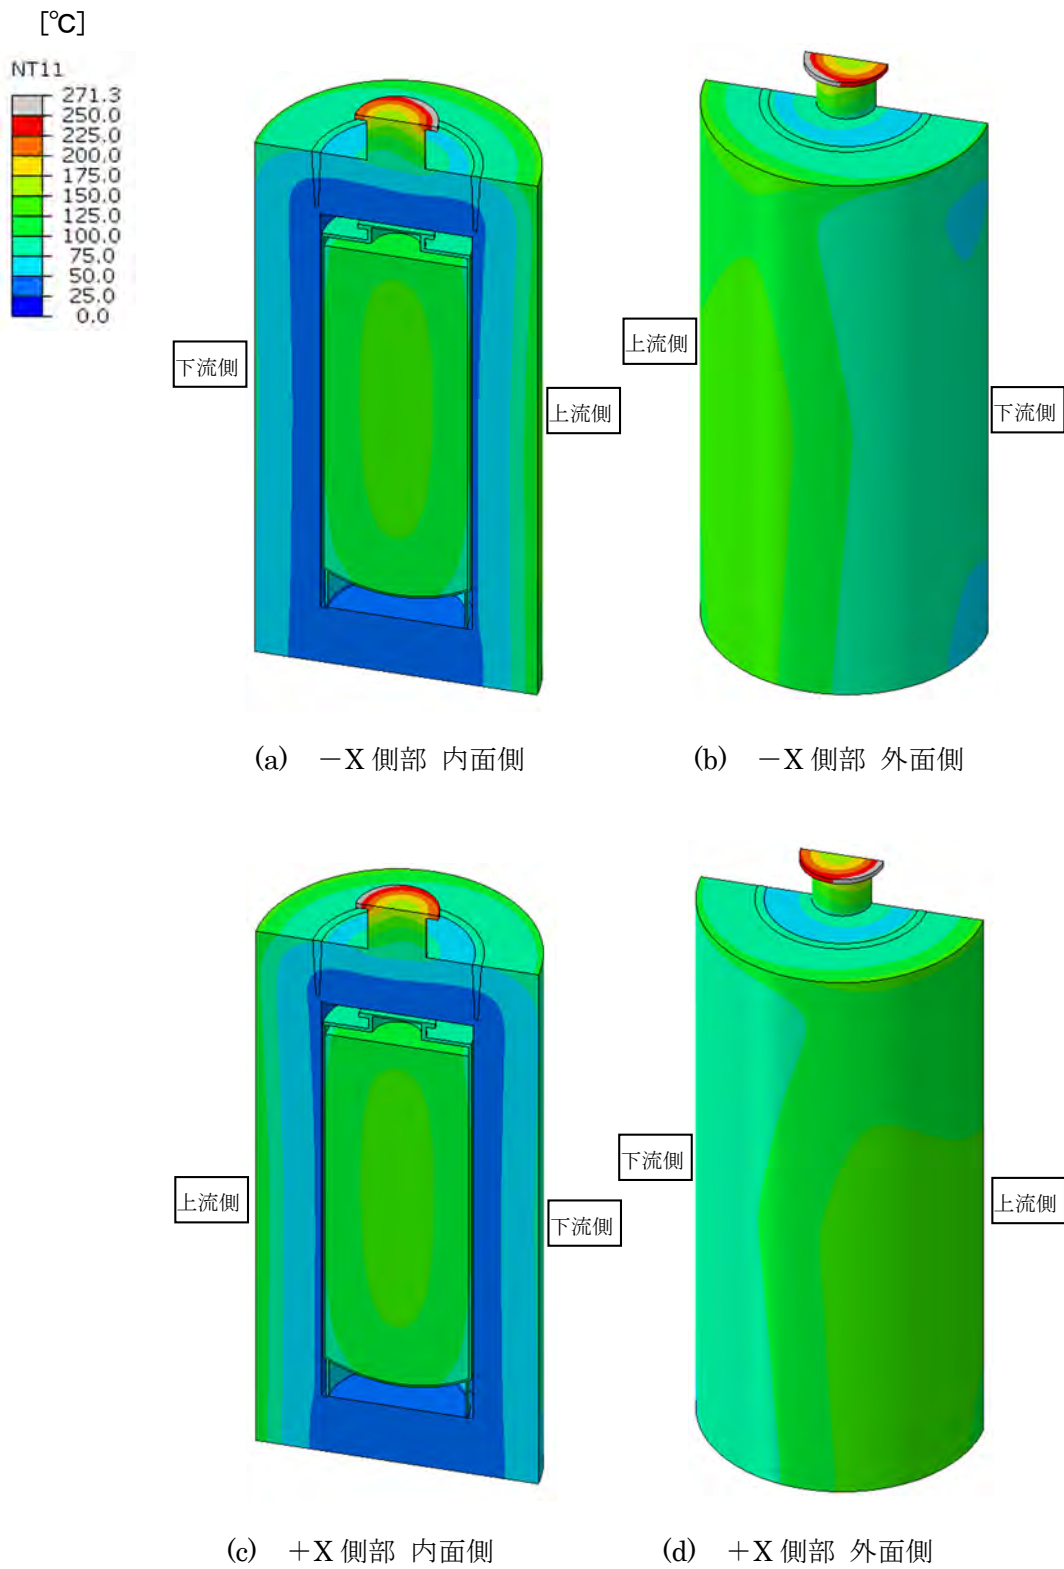 [℃]
NT11
271.3
250.0
225.0
200.0
175.0
150.0
125.0
100.0
75.0
50.0
25.0
0.0
下流側
上流側
上流側
下流側
(a) －X 側部 内面側
(b) －X 側部 外面側
上流側
下流側
下流側
上流側
(c) ＋X 側部 内面側
(d) ＋X 側部 外面側